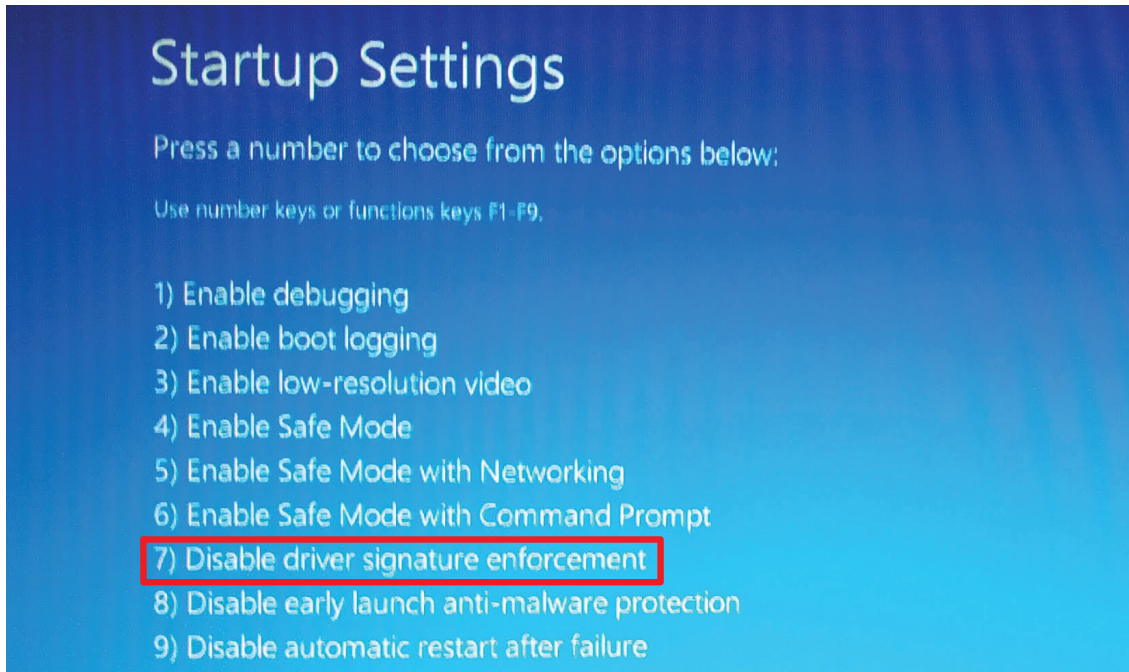 Startup Settings
Press a number to choose from the options below:
Use number keys or functions keys F1-F9.
1) Enable debugging
2) Enable boot logging
3) Enable low-resolution video
4) Enable Safe Mode
5) Enable Safe Mode with Networking
6) Enable Safe Mode with Command Prompt
7) Disable driver signature enforcement
8) Disable early launch anti-malware protection
9) Disable automatic restart after failure